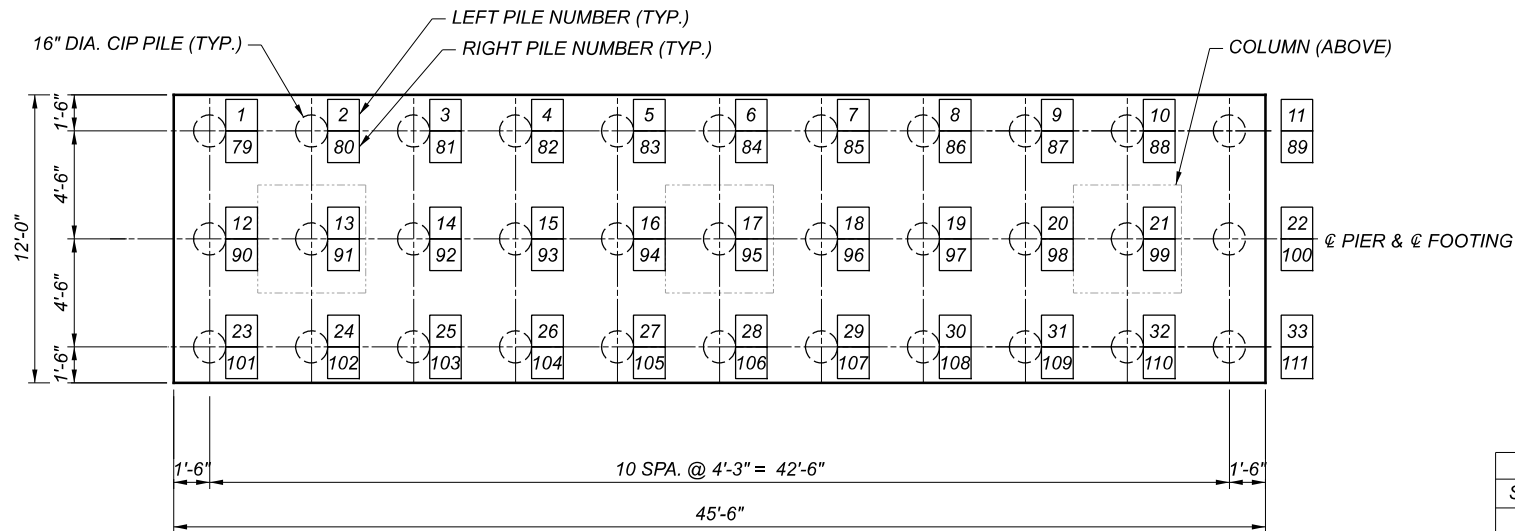 LEFT PILE NUMBER (TYP.)
16" DIA. CIP PILE (TYP.)
RIGHT PILE NUMBER (TYP.)
COLUMN (ABOVE)
1'-6"
1 2 3 4 5 6 7 8 9 10 11
79 80 81 82 83 84 85 86 87 88 89
4'-6"
12'-0"
12 13 14 15 16 17 18 19 20 21 22
90 91 92 93 94 95 96 97 98 99 100
℄ PIER & ℄ FOOTING
4'-6"
23 24 25 26 27 28 29 30 31 32 33
101 102 103 104 105 106 107 108 109 110 111
1'-6"
1'-6" 10 SPA. @ 4'-3" = 42'-6" 1'-6"
45'-6"